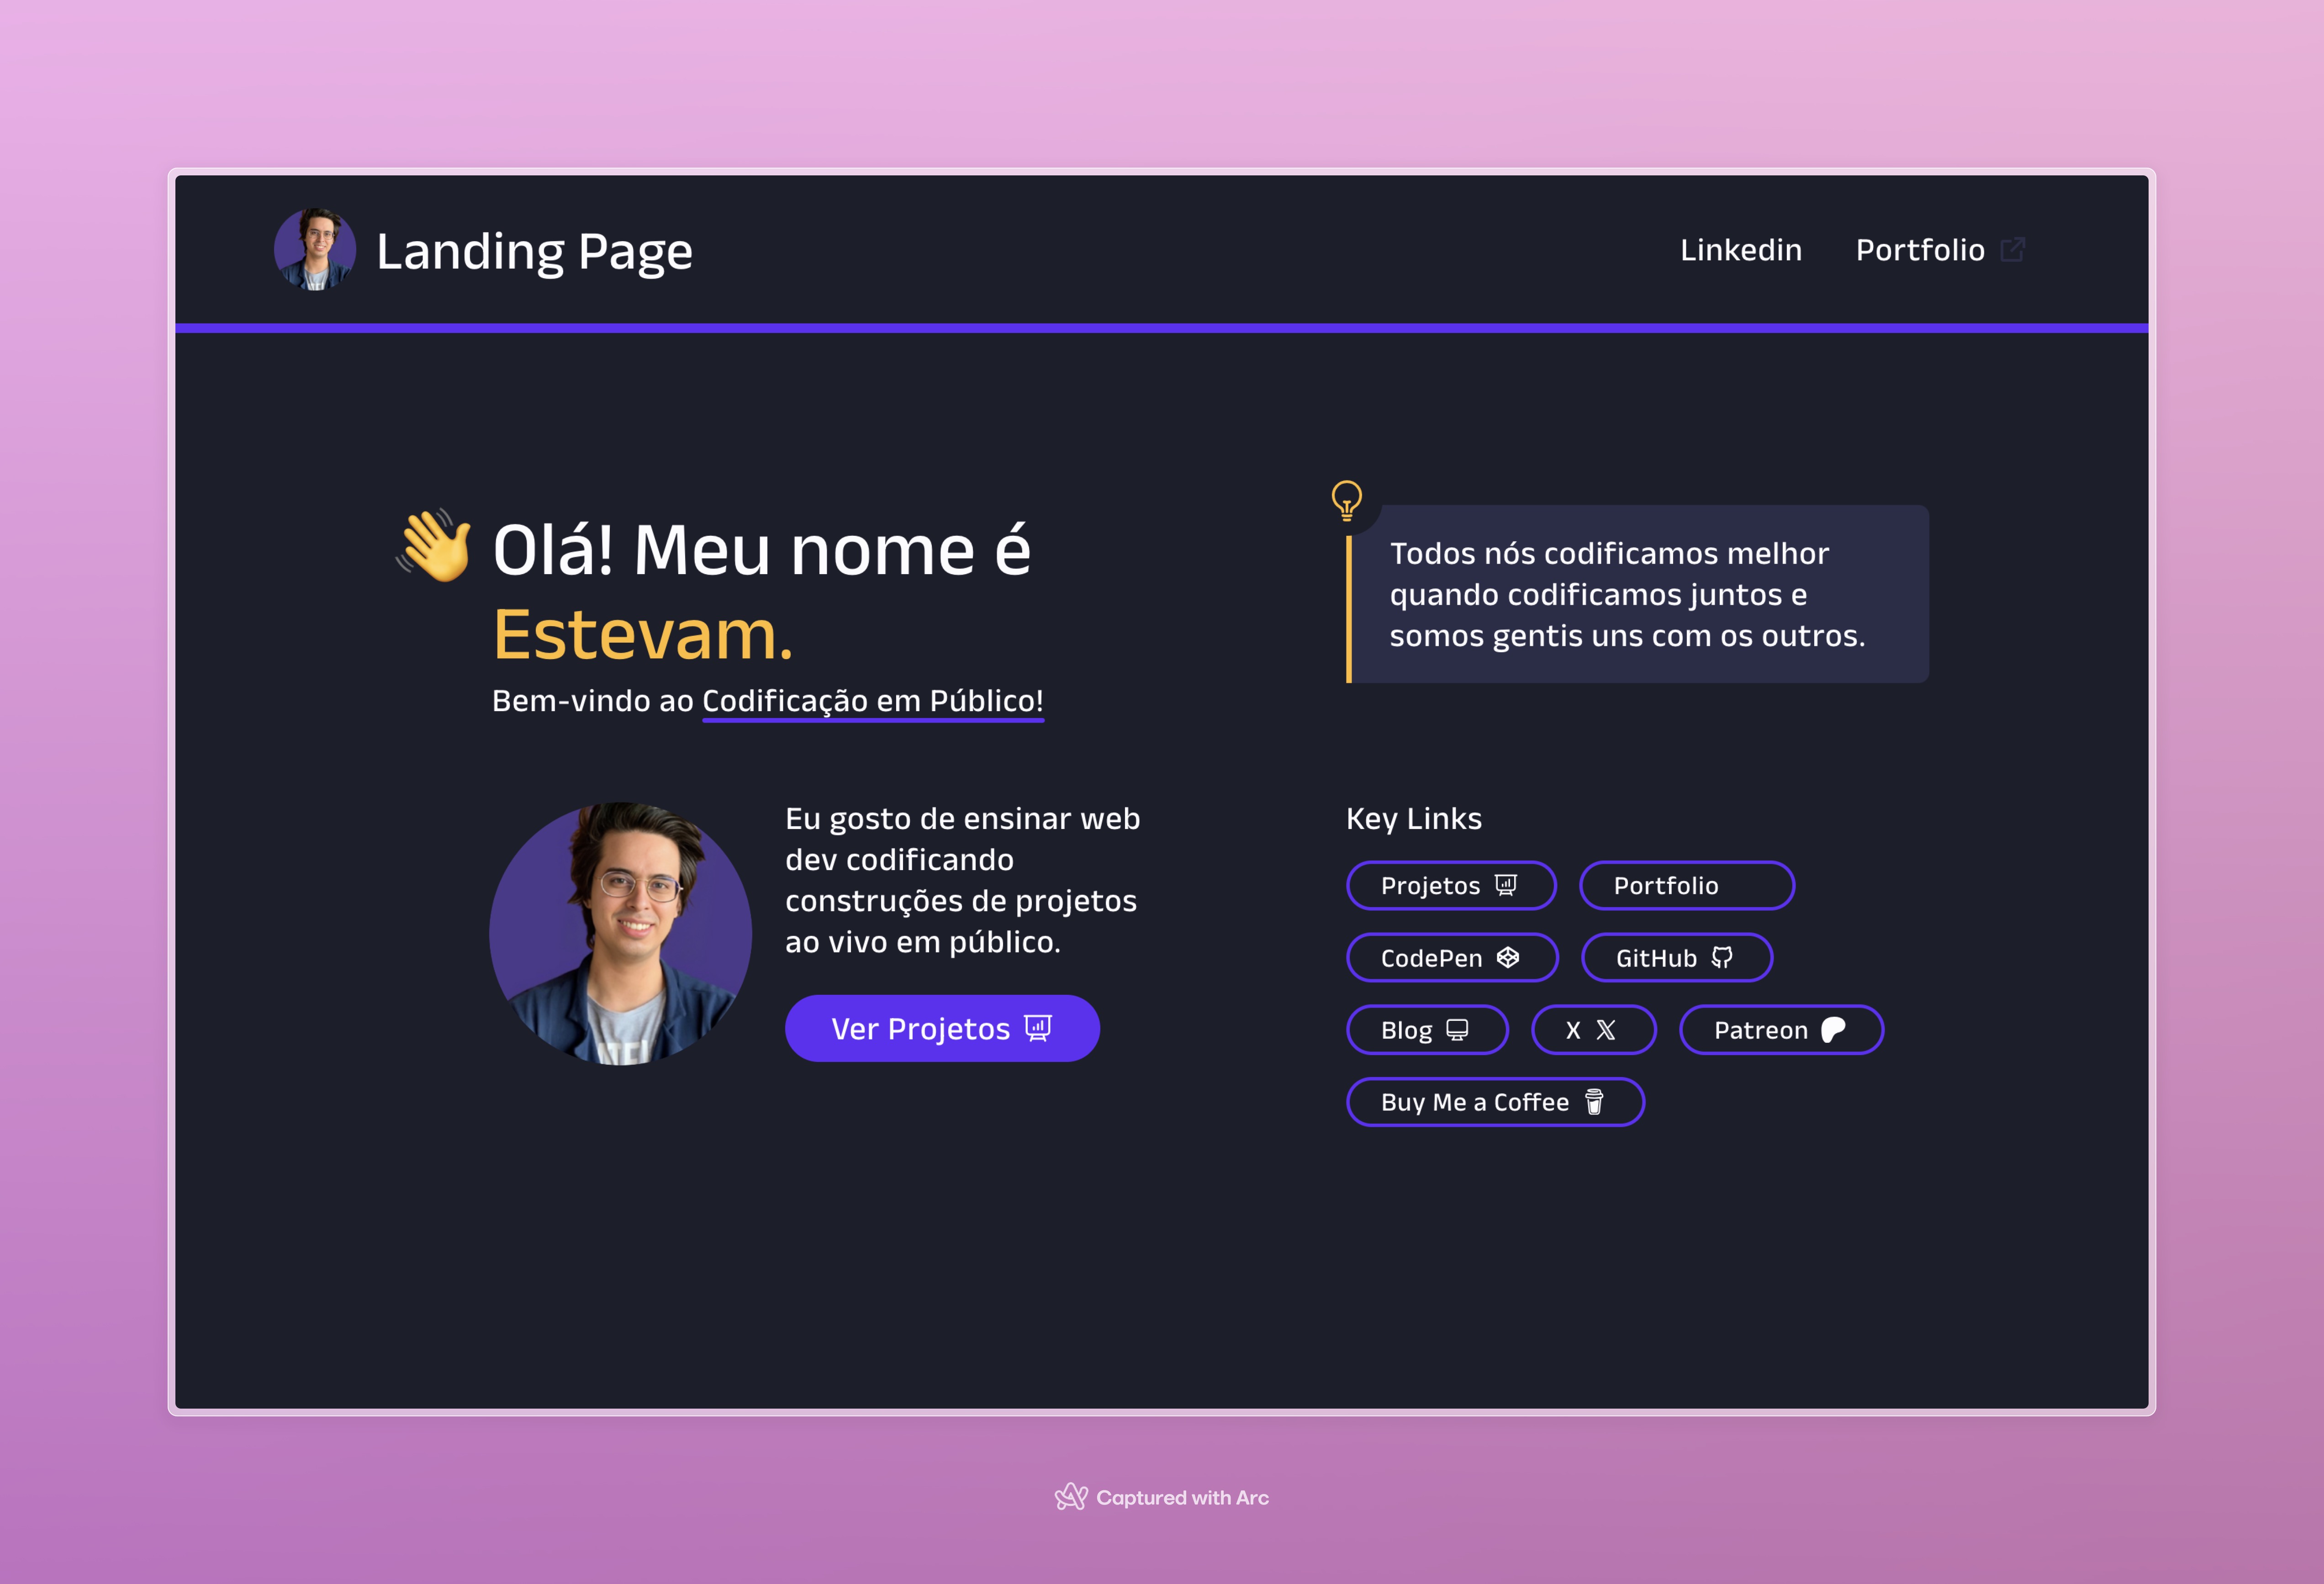 Landing Page
Linkedin
Portfolio
Olá! Meu nome é
Estevam.
Bem-vindo ao Codificação em Público!
Todos nós codificamos melhor
quando codificamos juntos e
somos gentis uns com os outros.
Eu gosto de ensinar web
dev codificando
construções de projetos
ao vivo em público.
Ver Projetos
Key Links
Projetos
Portfolio
CodePen
GitHub
Blog
X
Patreon
Buy Me a Coffee
Captured with Arc